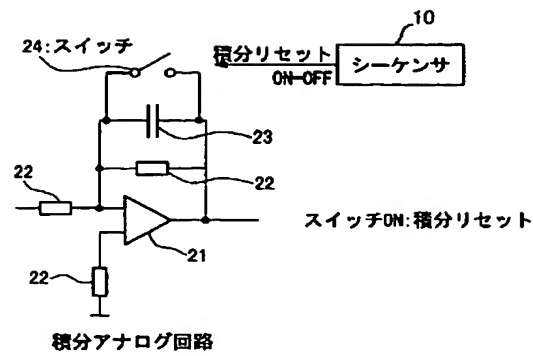 10
24:スイッチ
積分リセット
ON-OFF
シーケンサ
23
22
22
スイッチON:積分リセット
21
22
積分アナログ回路